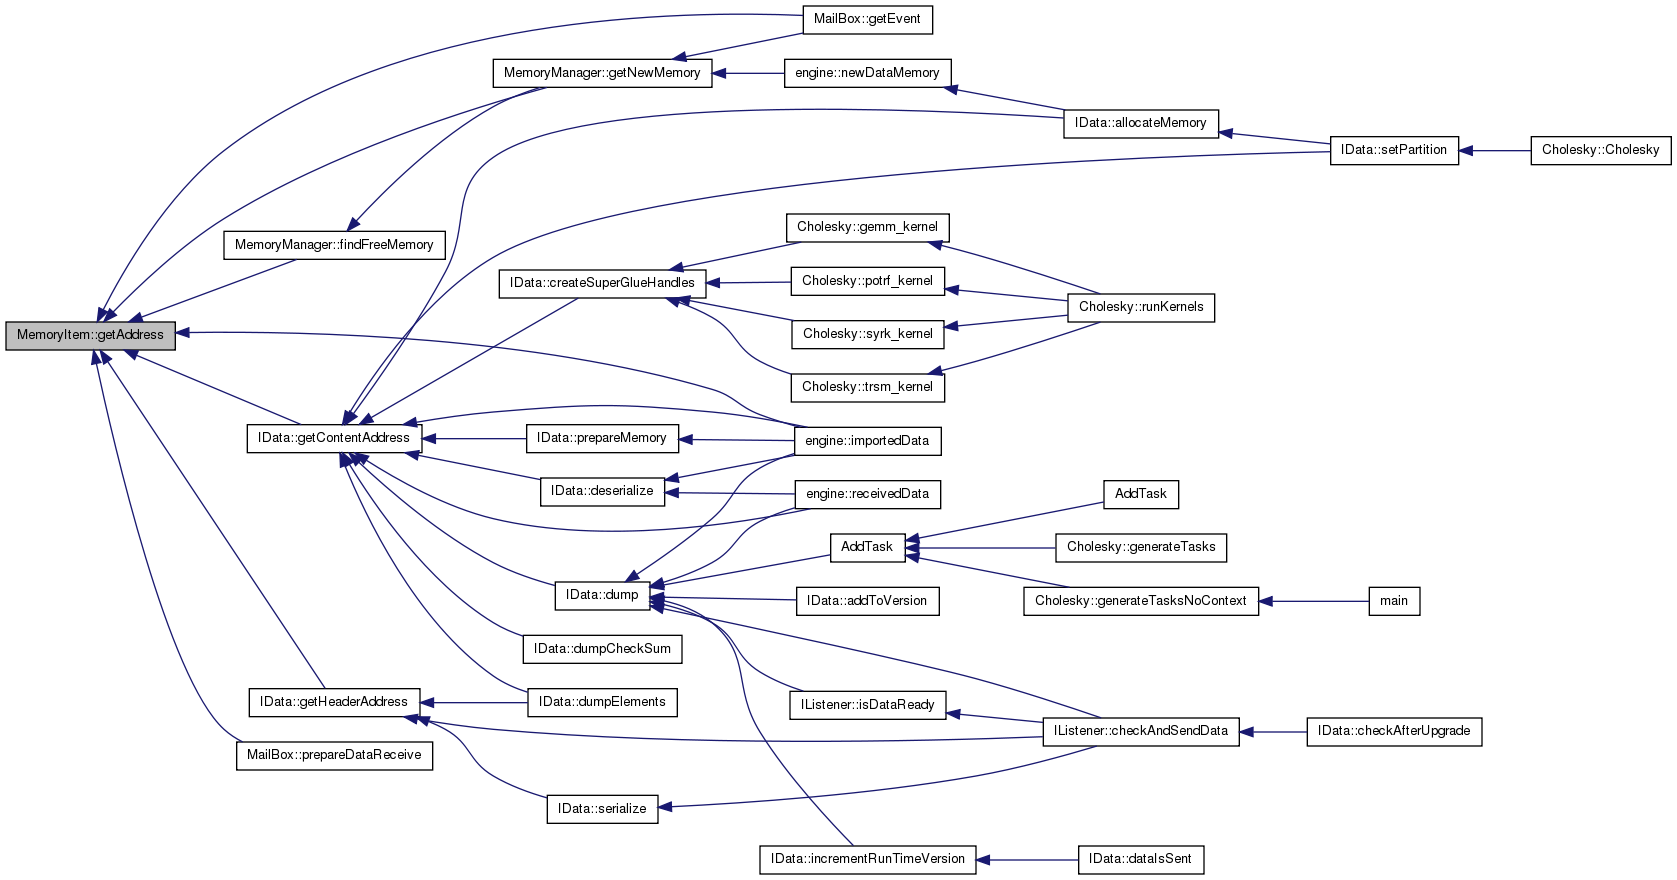 MailBox::getEvent
MemoryManager::getNewMemory
engine::newDataMemory
IData::allocateMemory
IData::setPartition
Cholesky::Cholesky
MemoryManager::findFreeMemory
Cholesky::gemm_kernel
IData::createSuperGlueHandles
Cholesky::potrf_kernel
Cholesky::runKernels
MemoryItem::getAddress
Cholesky::syrk_kernel
Cholesky::trsm_kernel
IData::getContentAddress
IData::prepareMemory
engine::importedData
IData::deserialize
engine::receivedData
AddTask
AddTask
Cholesky::generateTasks
IData::dump
IData::addToVersion
Cholesky::generateTasksNoContext
main
IData::dumpCheckSum
IData::getHeaderAddress
IData::dumpElements
IListener::isDataReady
IListener::checkAndSendData
IData::checkAfterUpgrade
MailBox::prepareDataReceive
IData::serialize
IData::incrementRunTimeVersion
IData::dataIsSent